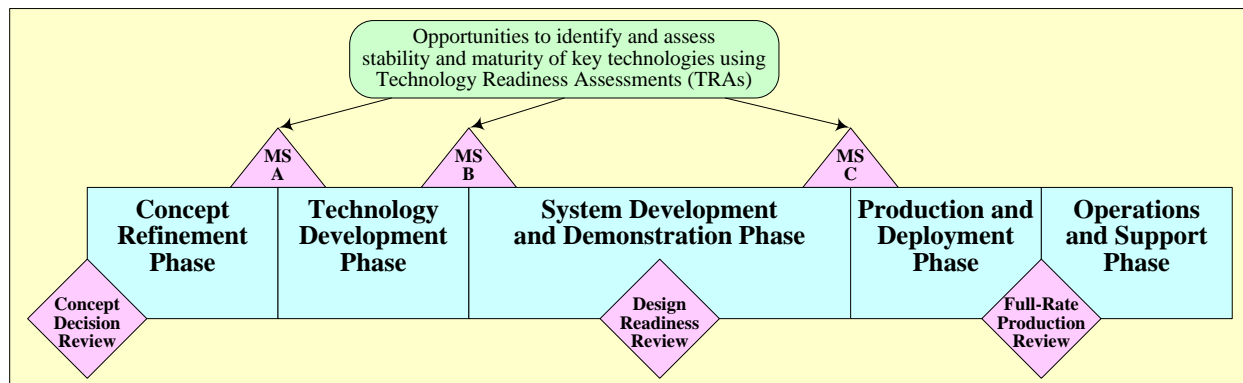 Opportunities to identify and assess
stability and maturity of key technologies using
Technology Readiness Assessments (TRAs)
MS
A
MS
B
MS
C
Concept
Refinement
Phase
Technology
Development
Phase
System Development
and Demonstration Phase
Production and
Deployment
Phase
Operations
and Support
Phase
Concept
Decision
Review
Design
Readiness
Review
Full-Rate
Production
Review